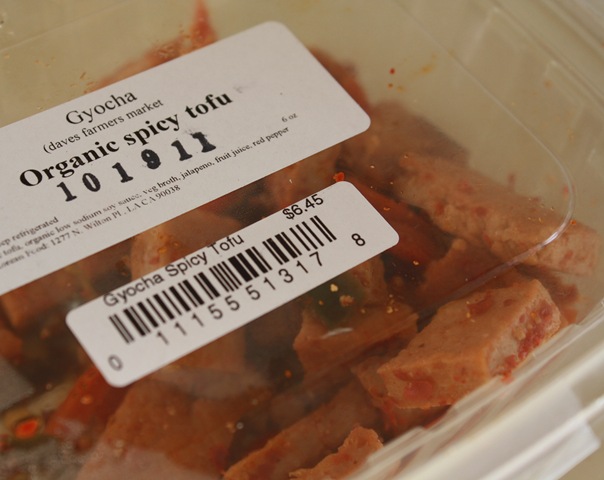 Gyocha
(daves farmers market
Organic spicy tofu
6 oz
101911
ep refrigerated
tofu, organic low sodium soy sauce, veg broth, jalapeno, fruit juice, red pepper
orean Food: 1277 N. Wilton PL, LA CA 90038
Gyocha Spicy Tofu
$6.45
0 11155 51317 8